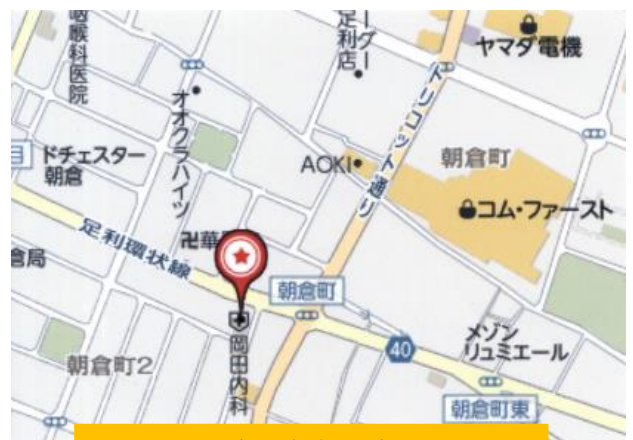 咽喉科医院
オオクラハイツ
足利店
ヤマダ電機
トリコット通り
ドチェスター
朝倉
AOKI
朝倉町
コム・ファースト
足利環状線
卍華
倉局
朝倉町
岡田内科
朝倉町2
40
メゾン
リュミエール
朝倉町東